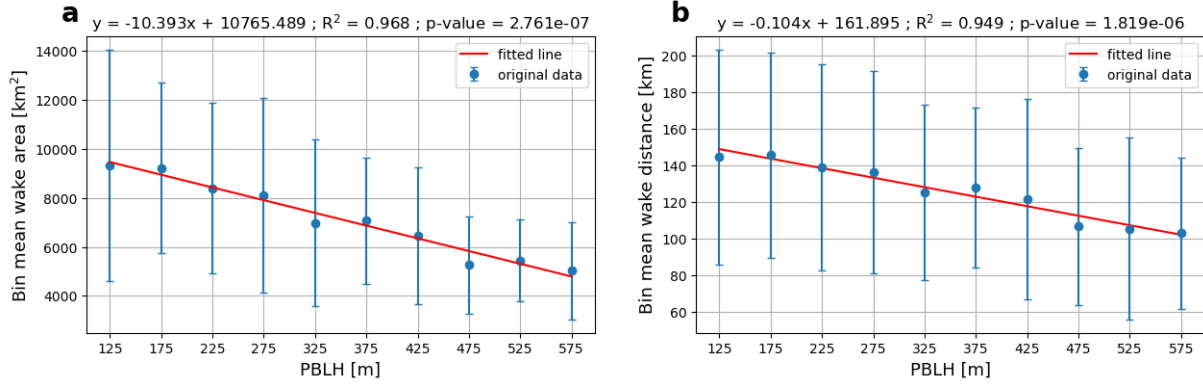 a
y = -10.393x + 10765.489 ; R² = 0.968 ; p-value = 2.761e-07
14000
12000
10000
8000
6000
4000
Bin mean wake area [km²]
fitted line
original data
125 175 225 275 325 375 425 475 525 575
PBLH [m]
b
y = -0.104x + 161.895 ; R² = 0.949 ; p-value = 1.819e-06
200
180
160
140
120
100
80
60
Bin mean wake distance [km]
fitted line
original data
125 175 225 275 325 375 425 475 525 575
PBLH [m]